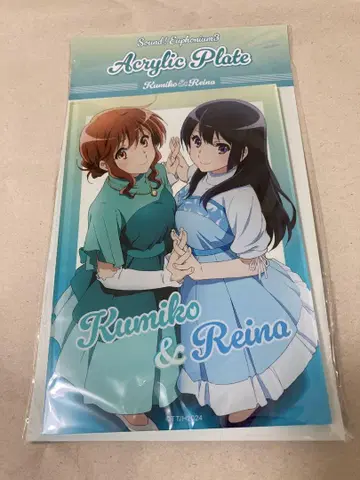 Sound! Euphonium3
Acrylic Plate
Kumiko & Reina
Kumiko
& Reina